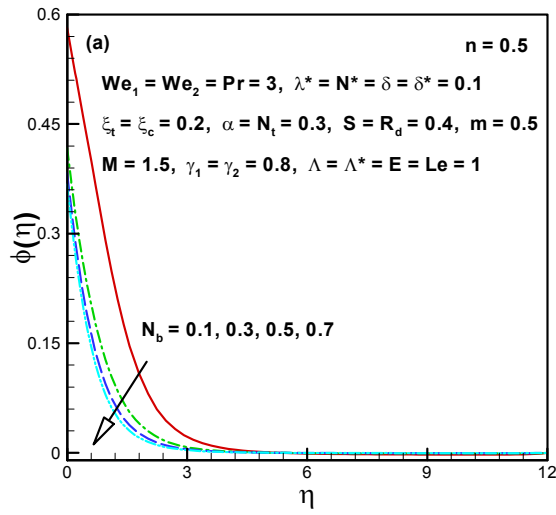 0.6
(a)
n = 0.5
We₁ = We₂ = Pr = 3, λ* = N* = δ = δ* = 0.1
0.45
ξₜ = ξ_c = 0.2, α = Nₜ = 0.3, S = R_d = 0.4, m = 0.5
M = 1.5, γ₁ = γ₂ = 0.8, Λ = Λ* = E = Le = 1
ϕ(η)
0.3
N_b = 0.1, 0.3, 0.5, 0.7
0.15
0
0 3 6 9 12
η